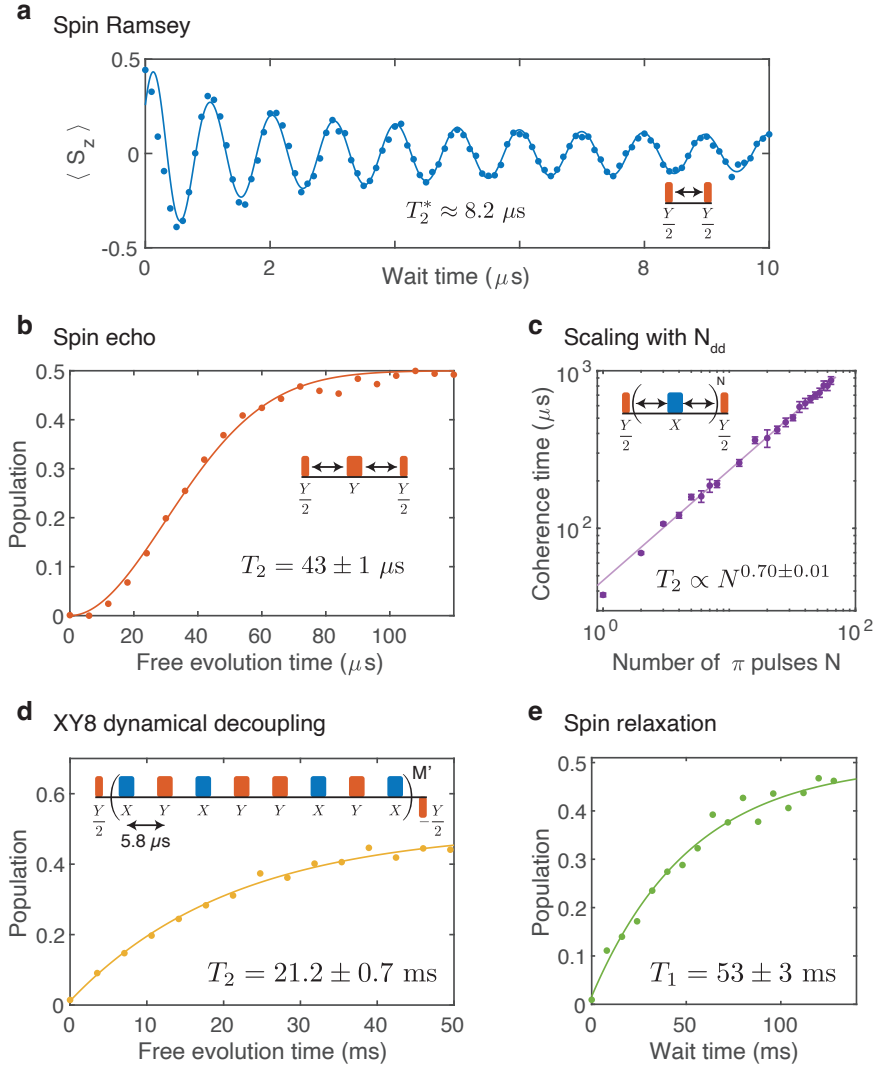 a Spin Ramsey
0.5
0
-0.5
⟨ S_z ⟩
T_2^* ≈ 8.2 μs
Y/2 Y/2
0 2 4 6 8 10
Wait time (μs)
b Spin echo
0.5
0.4
0.3
0.2
0.1
0
Population
Y/2 Y Y/2
T_2 = 43 ± 1 μs
0 20 40 60 80 100
Free evolution time (μs)
c Scaling with N_dd
10^3
10^2
Coherence time (μs)
N
Y/2 X Y/2
T_2 ∝ N^{0.70±0.01}
10^0 10^1 10^2
Number of π pulses N
d XY8 dynamical decoupling
0.6
0.4
0.2
0
Population
M'
Y/2 X Y X Y Y X Y X -Y/2
5.8 μs
T_2 = 21.2 ± 0.7 ms
0 10 20 30 40 50
Free evolution time (ms)
e Spin relaxation
0.5
0.4
0.3
0.2
0.1
0
Population
T_1 = 53 ± 3 ms
0 50 100
Wait time (ms)